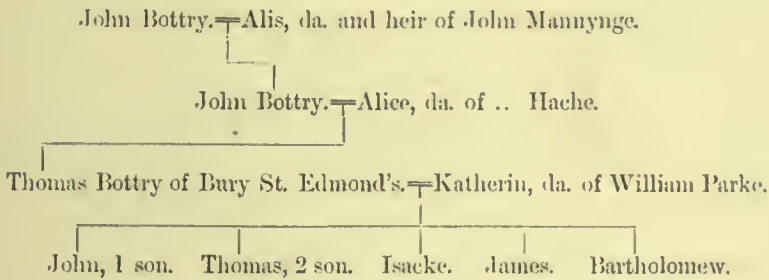 John Bottry.=Alis, da. and heir of John Mannynge.
John Bottry.=Alice, da. of .. Hache.
Thomas Bottry of Bury St. Edmond's.=Katherin, da. of William Parke.
John, 1 son. Thomas, 2 son. Isacke. James. Bartholomew.